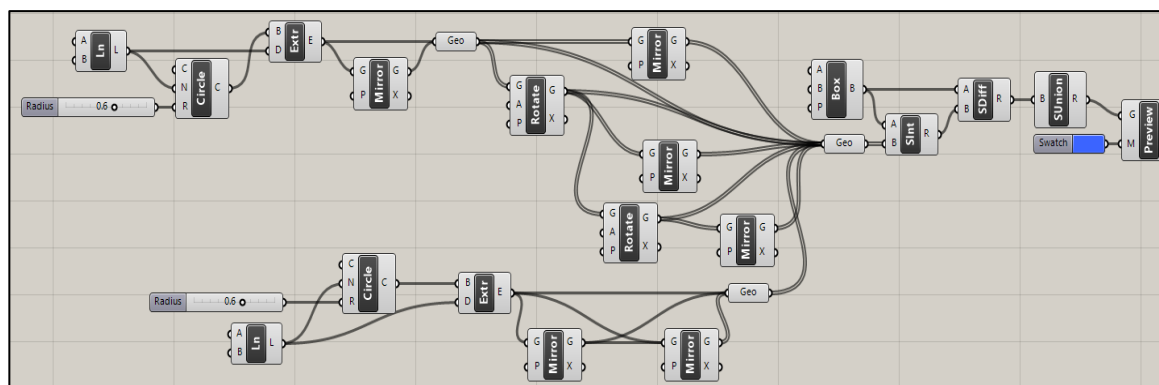 A
B
Ln
L
Radius
0.6
C
N
R
Circle
C
B
D
Extr
E
G
P
Mirror
G
X
Geo
G
A
P
Rotate
G
X
G
P
Mirror
G
X
G
P
Mirror
G
X
G
A
P
Rotate
G
X
G
P
Mirror
G
X
A
B
P
Box
B
Geo
A
B
SInt
R
A
B
SDiff
R
B
SUnion
R
Swatch
G
M
Preview
Radius
0.6
C
N
R
Circle
C
A
B
Ln
L
B
D
Extr
E
G
P
Mirror
G
X
G
P
Mirror
G
X
Geo